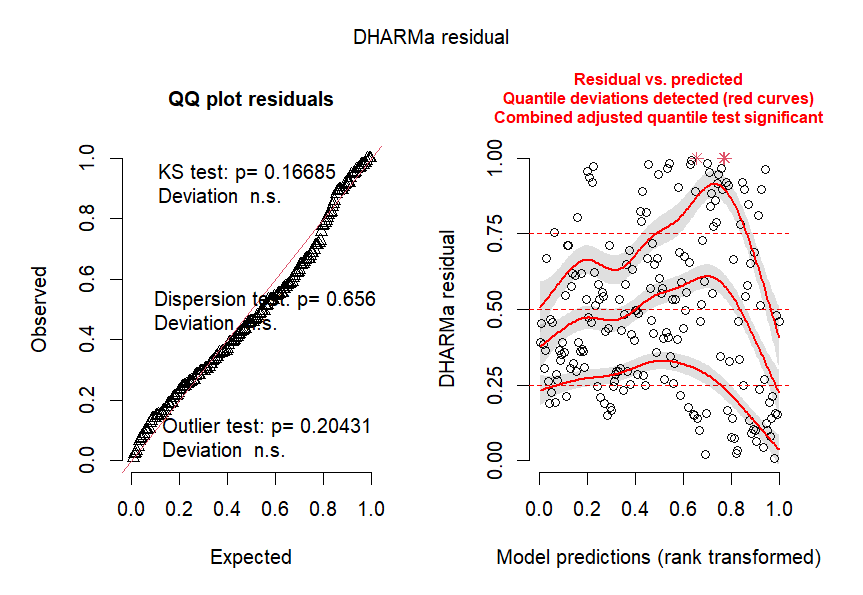 DHARMa residual
QQ plot residuals
KS test: p= 0.16685
Deviation n.s.
Dispersion test: p= 0.656
Deviation n.s.
Outlier test: p= 0.20431
Deviation n.s.
Observed
0.0
0.2
0.4
0.6
0.8
1.0
0.0 0.2 0.4 0.6 0.8 1.0
Expected
Residual vs. predicted
Quantile deviations detected (red curves)
Combined adjusted quantile test significant
DHARMa residual
0.00
0.25
0.50
0.75
1.00
0.0 0.2 0.4 0.6 0.8 1.0
Model predictions (rank transformed)